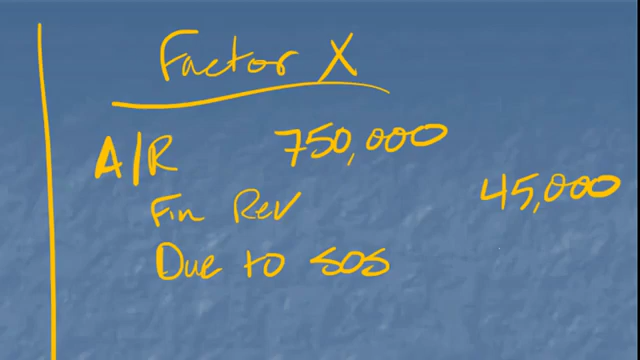 Factor X
A/R 750,000
Fin Rev 45,000
Due to SOS